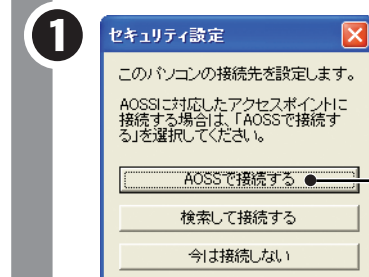 1
セキュリティ設定
このパソコンの接続先を設定します。
AOSSに対応したアクセスポイントに
接続する場合は、「AOSSで接続す
る」を選択してください。
AOSSで接続する
検索して接続する
今は接続しない